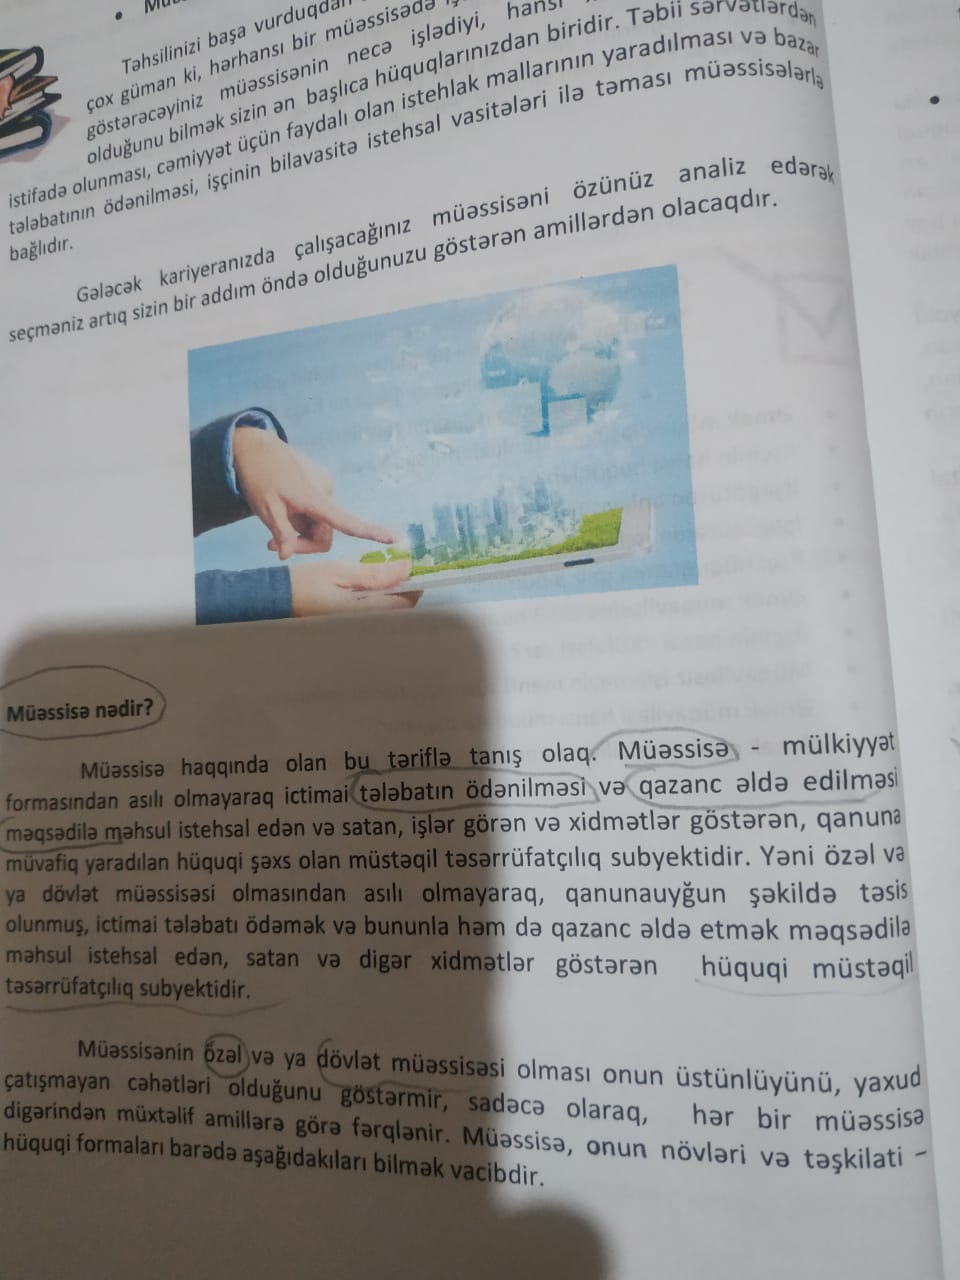 Təhsilinizi başa vurduqdan
çox güman ki, hərhansı bir müəssisədə
göstərəcəyiniz müəssisənin necə işlədiyi, hansı
olduğunu bilmək sizin ən başlıca hüquqlarınızdan biridir. Təbii sərvətlərdən
istifadə olunması, cəmiyyət üçün faydalı olan istehlak mallarının yaradılması və bazar
tələbatının ödənilməsi, işçinin bilavasitə istehsal vasitələri ilə təması müəssisələrlə
bağlıdır.
Gələcək kariyeranızda çalışacağınız müəssisəni özünüz analiz edərək
seçməniz artıq sizin bir addım öndə olduğunuzu göstərən amillərdən olacaqdır.
Müəssisə nədir?
Müəssisə haqqında olan bu təriflə tanış olaq. Müəssisə - mülkiyyət
formasından asılı olmayaraq ictimai tələbatın ödənilməsi və qazanc əldə edilməsi
məqsədilə məhsul istehsal edən və satan, işlər görən və xidmətlər göstərən, qanuna
müvafiq yaradılan hüquqi şəxs olan müstəqil təsərrüfatçılıq subyektidir. Yəni özəl və
ya dövlət müəssisəsi olmasından asılı olmayaraq, qanunauyğun şəkildə təsis
olunmuş, ictimai tələbatı ödəmək və bununla həm də qazanc əldə etmək məqsədilə
məhsul istehsal edən, satan və digər xidmətlər göstərən hüquqi müstəqil
təsərrüfatçılıq subyektidir.
Müəssisənin özəl və ya dövlət müəssisəsi olması onun üstünlüyünü, yaxud
çatışmayan cəhətləri olduğunu göstərmir, sadəcə olaraq, hər bir müəssisə
digərindən müxtəlif amillərə görə fərqlənir. Müəssisə, onun növləri və təşkilati –
hüquqi formaları barədə aşağıdakıları bilmək vacibdir.